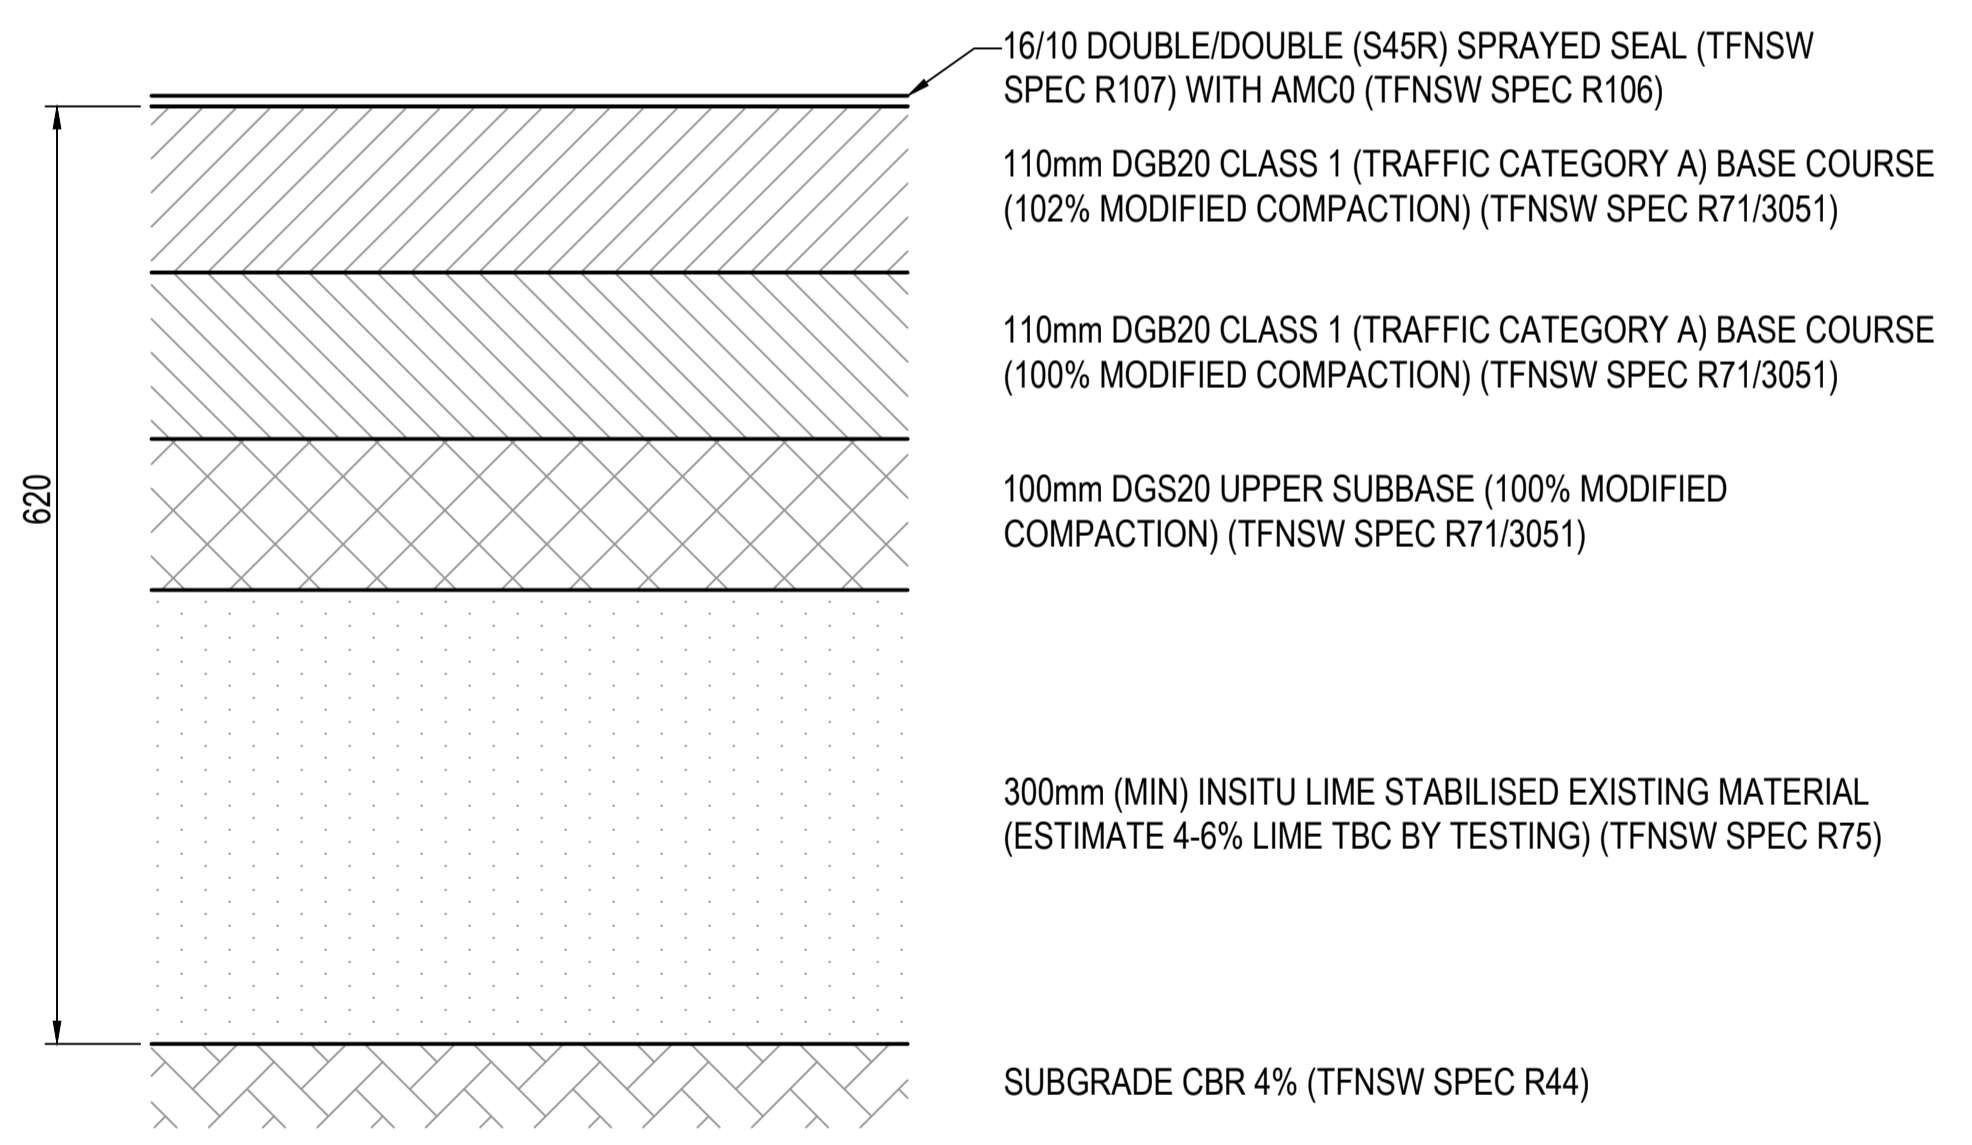 16/10 DOUBLE/DOUBLE (S45R) SPRAYED SEAL (TFNSW
SPEC R107) WITH AMC0 (TFNSW SPEC R106)
110mm DGB20 CLASS 1 (TRAFFIC CATEGORY A) BASE COURSE
(102% MODIFIED COMPACTION) (TFNSW SPEC R71/3051)
110mm DGB20 CLASS 1 (TRAFFIC CATEGORY A) BASE COURSE
(100% MODIFIED COMPACTION) (TFNSW SPEC R71/3051)
620
100mm DGS20 UPPER SUBBASE (100% MODIFIED
COMPACTION) (TFNSW SPEC R71/3051)
300mm (MIN) INSITU LIME STABILISED EXISTING MATERIAL
(ESTIMATE 4-6% LIME TBC BY TESTING) (TFNSW SPEC R75)
SUBGRADE CBR 4% (TFNSW SPEC R44)